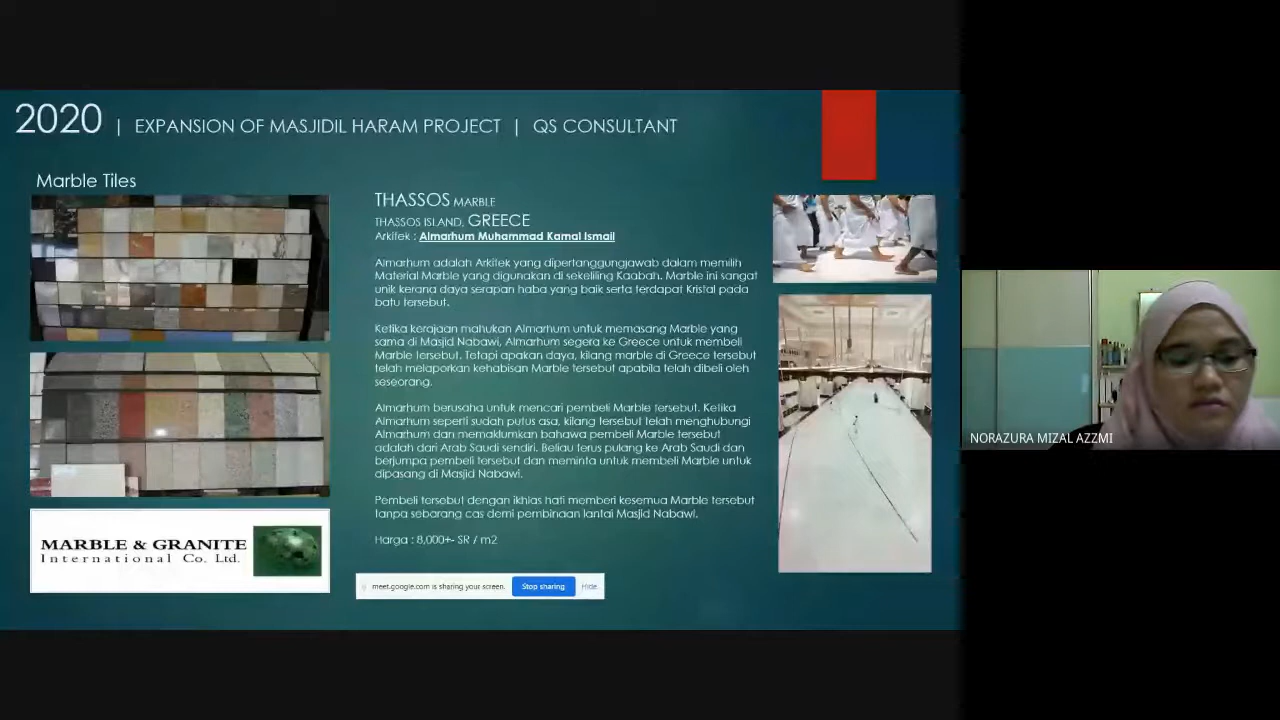 2020 | EXPANSION OF MASJIDIL HARAM PROJECT | QS CONSULTANT
Marble Tiles
THASSOS MARBLE
THASSOS ISLAND, GREECE
Arkifek : Almarhum Muhammad Kamal Ismail
Almarhum adalah Arkitek yang dipertanggungjawab dalam memilih
Material Marble yang digunakan di sekeliling Kaabah. Marble ini sangat
unik kerana daya serapan haba yang baik serta terdapat Kristal pada
batu tersebut.
Ketika kerajaan mahukan Almarhum untuk memasang Marble yang
sama di Masjid Nabawi, Almarhum segera ke Greece untuk membeli
Marble tersebut. Tetapi apakan daya, kilang marble di Greece tersebut
telah melaporkan kehabisan Marble tersebut apabila telah dibeli oleh
seseorang.
Almarhum berusaha untuk mencari pembeli Marble tersebut. Ketika
Almarhum seperti sudah putus asa, kilang tersebut telah menghubungi
Almarhum dan memaklumkan bahawa pembeli Marble tersebut
adalah dari Arab Saudi sendiri. Beliau terus pulang ke Arab Saudi dan
berjumpa pembeli tersebut dan meminta untuk membeli Marble untuk
dipasang di Masjid Nabawi.
Pembeli tersebut dengan ikhlas hati memberi kesemua Marble tersebut
tanpa sebarang cas demi pembinaan lantai Masjid Nabawi.
Harga : 8,000+- SR / m2
MARBLE & GRANITE
International Co. Ltd.
meet.google.com is sharing your screen. Stop sharing Hide
NORAZURA MIZAL AZZMI